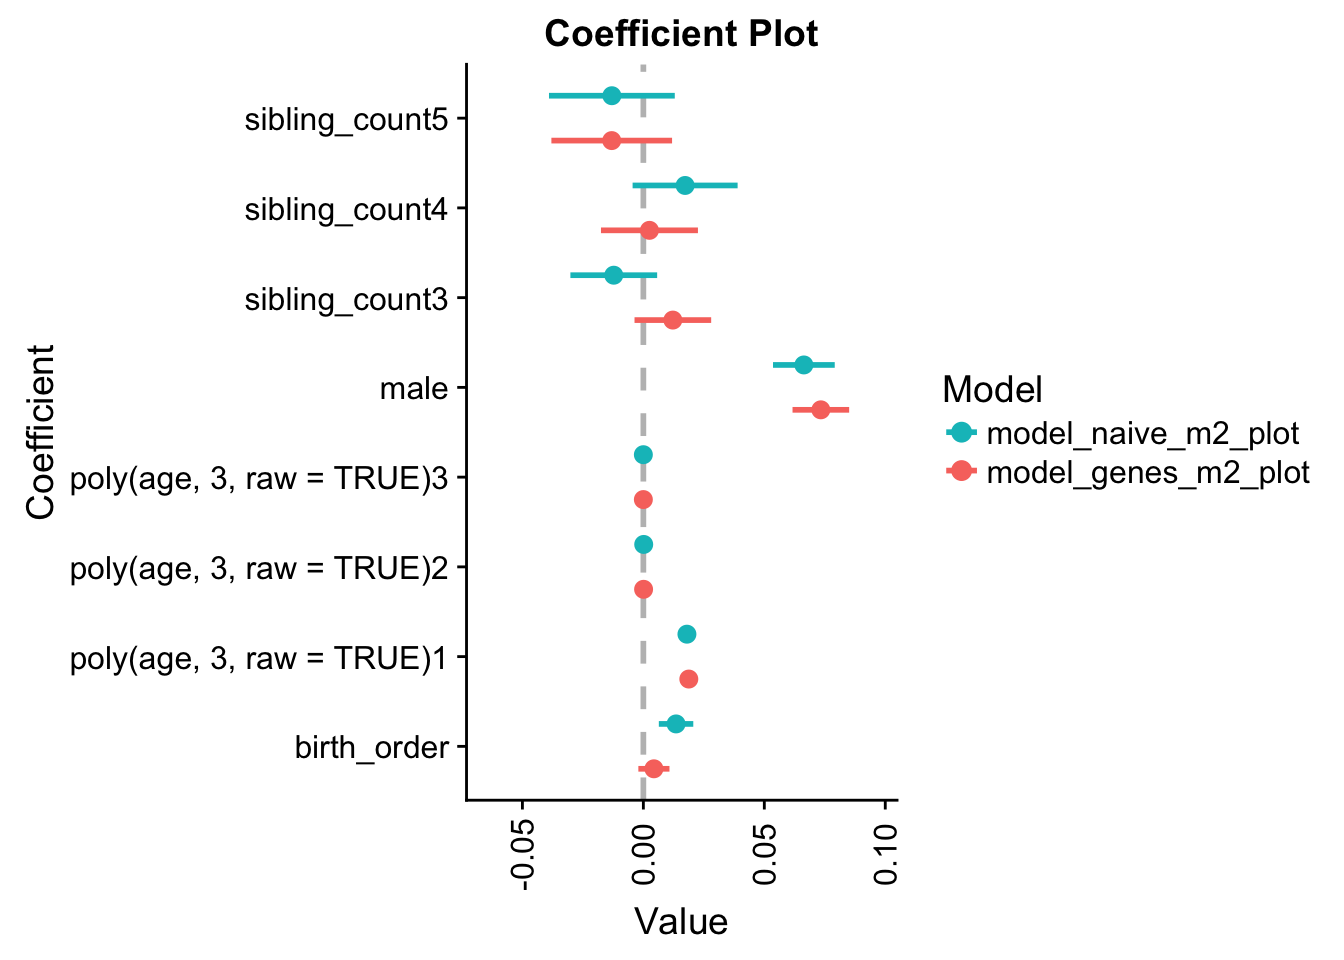 Coefficient Plot
sibling_count5
sibling_count4
sibling_count3
male
poly(age, 3, raw = TRUE)3
poly(age, 3, raw = TRUE)2
poly(age, 3, raw = TRUE)1
birth_order
Coefficient
-0.05
0.00
0.05
0.10
Value
Model
model_naive_m2_plot
model_genes_m2_plot